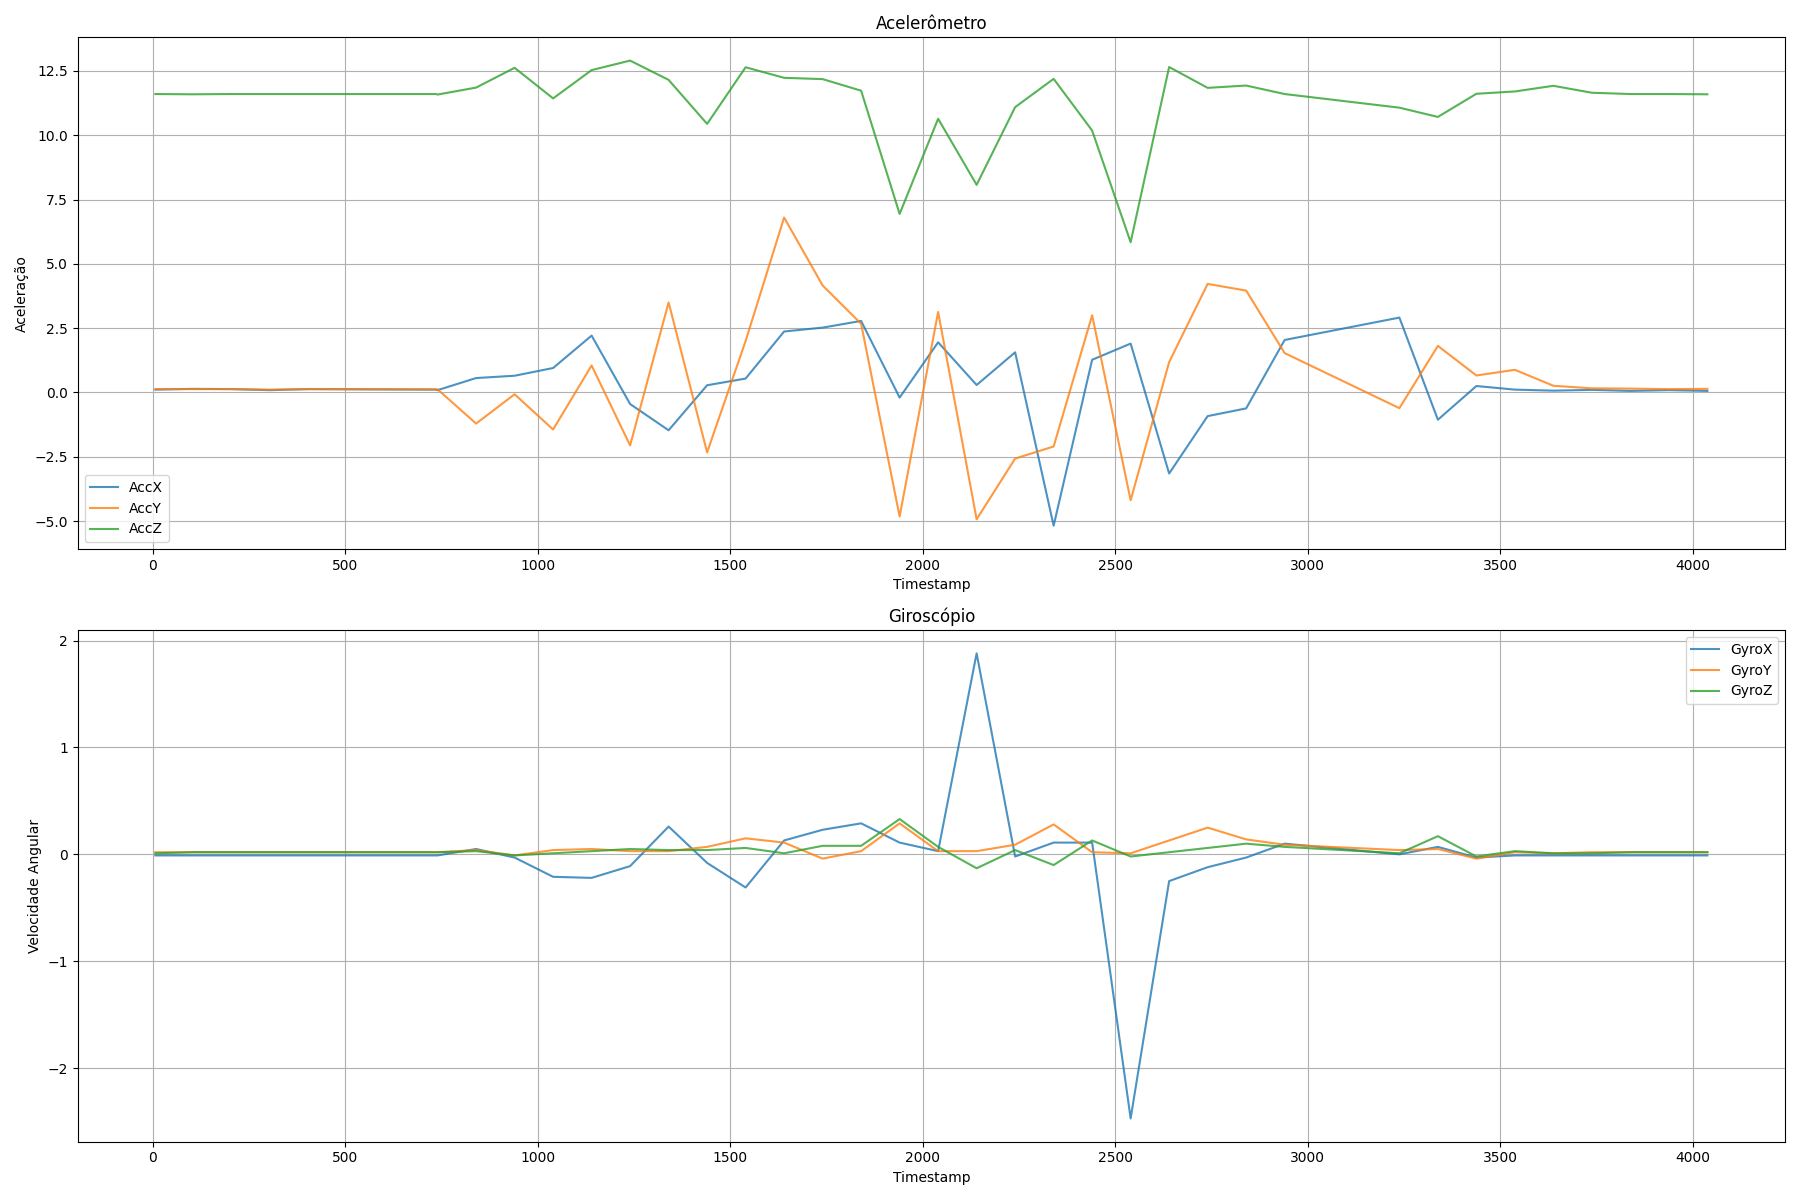 Acelerômetro
12.5
10.0
7.5
5.0
2.5
0.0
−2.5
−5.0
Aceleração
AccX
AccY
AccZ
0 500 1000 1500 2000 2500 3000 3500 4000
Timestamp
Giroscópio
2
1
0
−1
−2
Velocidade Angular
GyroX
GyroY
GyroZ
0 500 1000 1500 2000 2500 3000 3500 4000
Timestamp